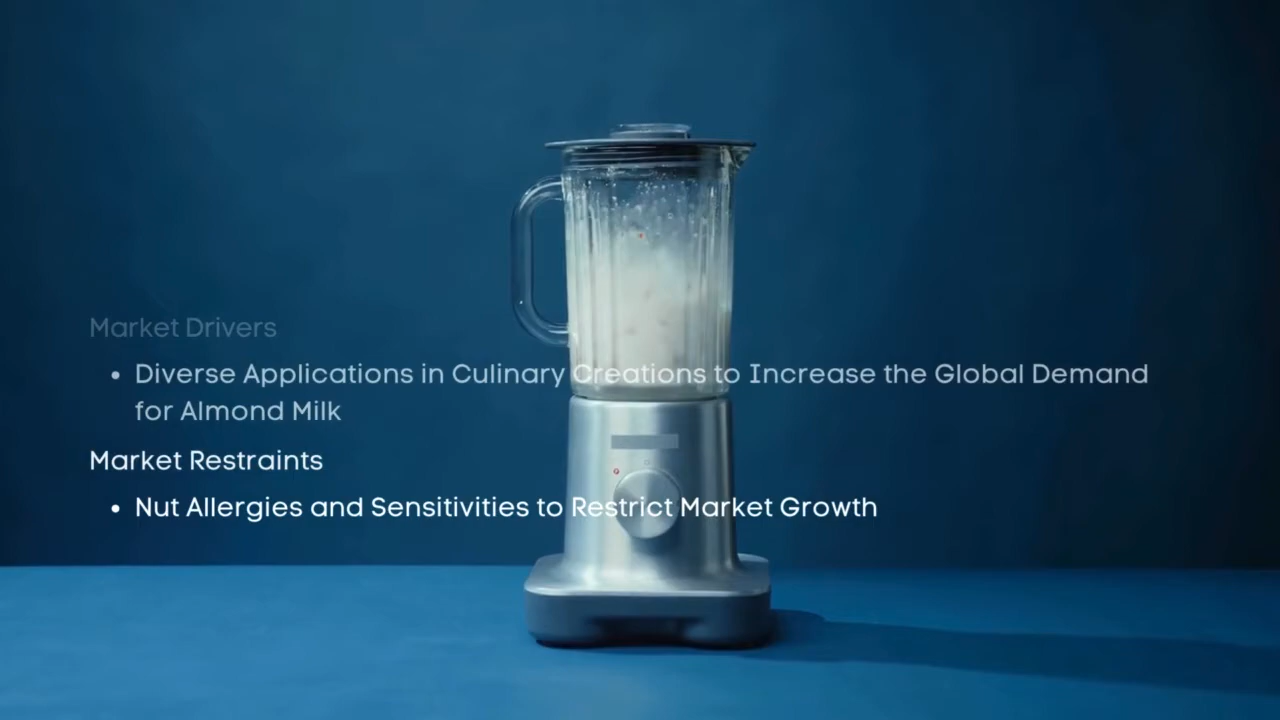 Market Drivers
• Diverse Applications in Culinary Creations to Increase the Global Demand
for Almond Milk
Market Restraints
• Nut Allergies and Sensitivities to Restrict Market Growth